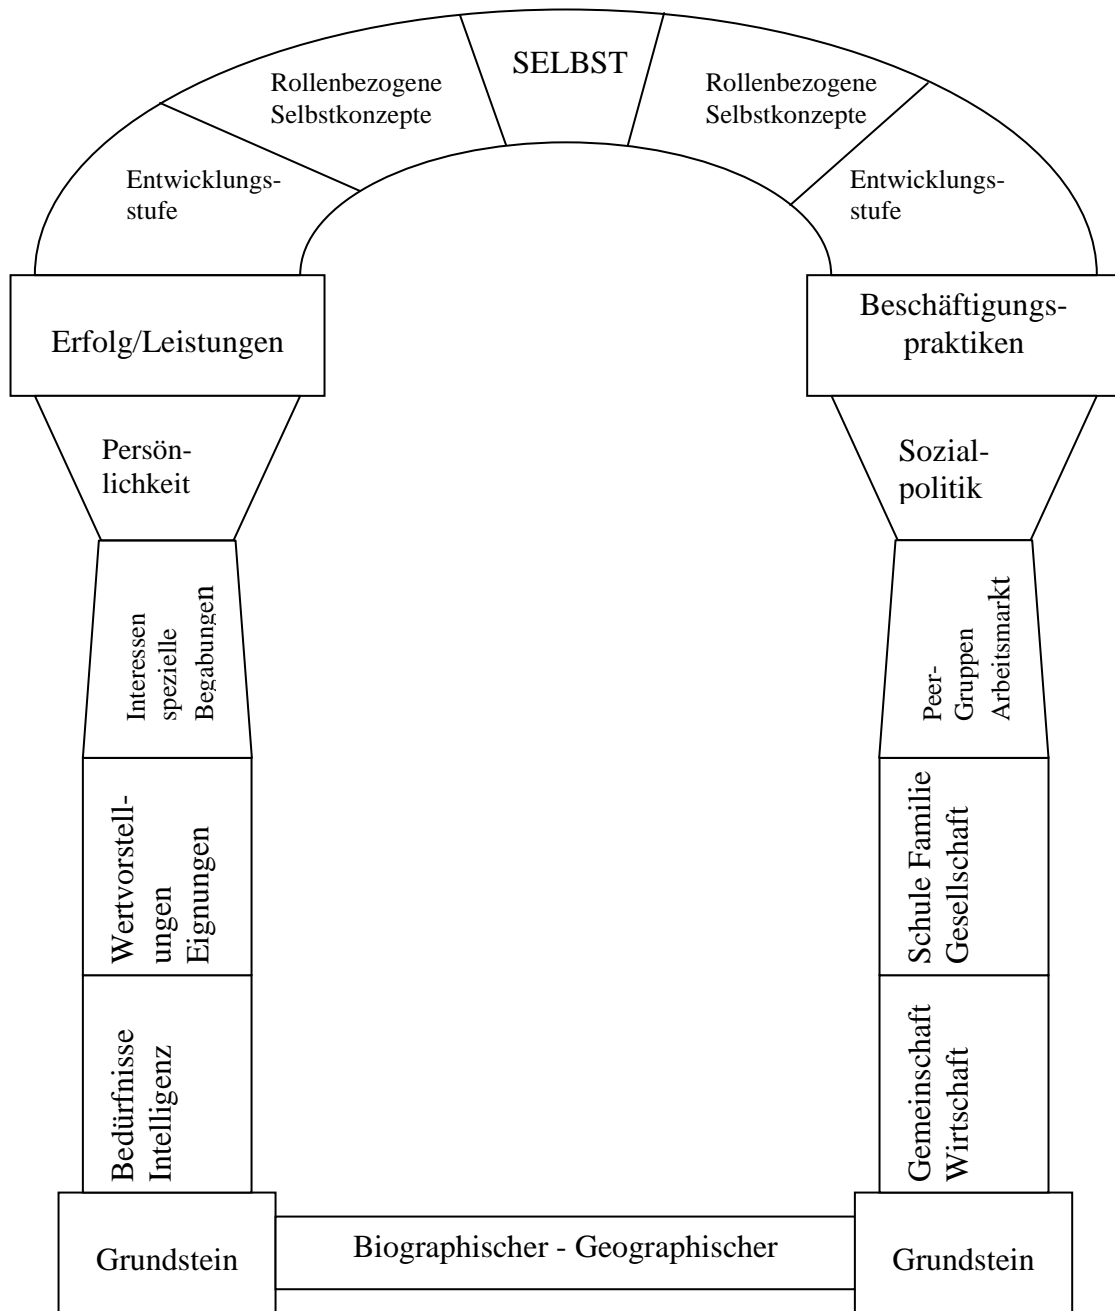 SELBST
Rollenbezogene
Selbstkonzepte
Rollenbezogene
Selbstkonzepte
Entwicklungs-
stufe
Entwicklungs-
stufe
Erfolg/Leistungen
Beschäftigungs-
praktiken
Persön-
lichkeit
Sozial-
politik
Interessen
spezielle
Begabungen
Peer-
Gruppen
Arbeitsmarkt
Wertvorstell-
ungen
Eignungen
Schule Familie
Gesellschaft
Bedürfnisse
Intelligenz
Gemeinschaft
Wirtschaft
Grundstein
Biographischer - Geographischer
Grundstein